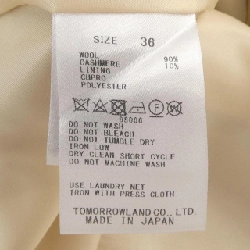 SIZE 36
WOOL 90%
CASHMERE 10%
LINING
CUPRO
POLYESTER
DO NOT WASH
DO NOT BLEACH
DO NOT TUMBLE DRY
IRON LOW
DRY CLEAN SHORT CYCLE
DO NOT MACHINE WASH
USE LAUNDRY NET
IRON WITH PRESS CLOTH
TOMORROWLAND CO., LTD.
MADE IN JAPAN